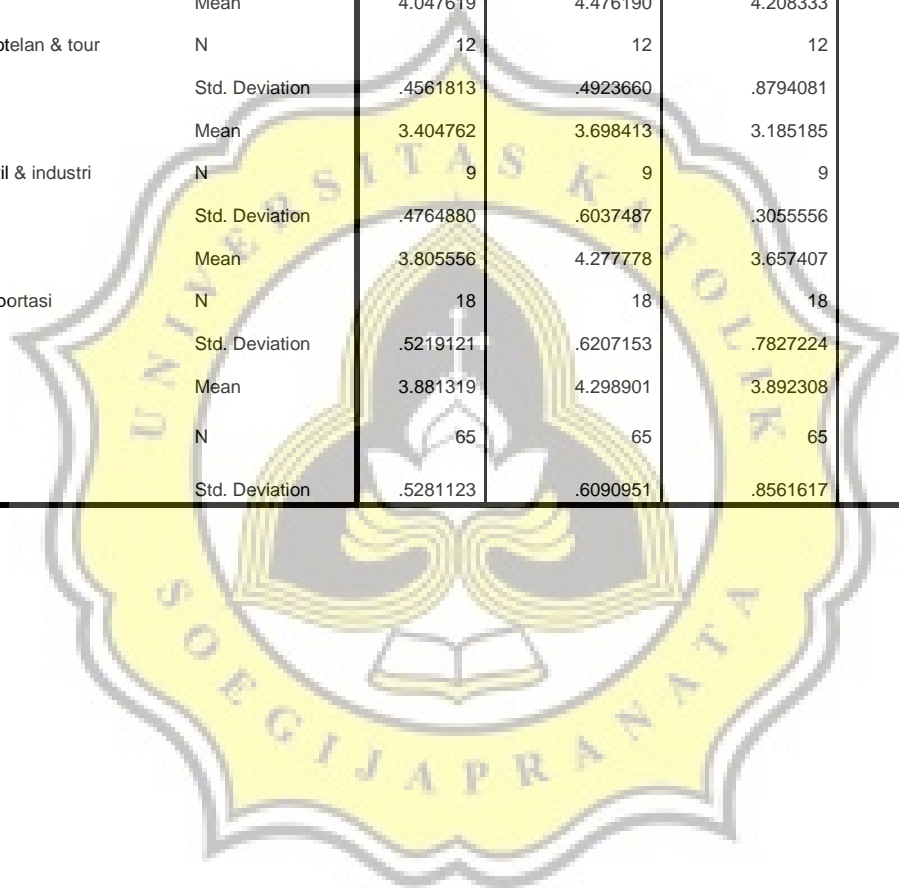 Mean 4.047619 4.476190 4.208333
otelan & tour N 12 12 12
Std. Deviation .4561813 .4923660 .8794081
Mean 3.404762 3.698413 3.185185
il & industri N 9 9 9
Std. Deviation .4764880 .6037487 .3055556
Mean 3.805556 4.277778 3.657407
portasi N 18 18 18
Std. Deviation .5219121 .6207153 .7827224
Mean 3.881319 4.298901 3.892308
N 65 65 65
Std. Deviation .5281123 .6090951 .8561617
UNIVERSITAS KATOLIK
SOEGIJAPRANATA